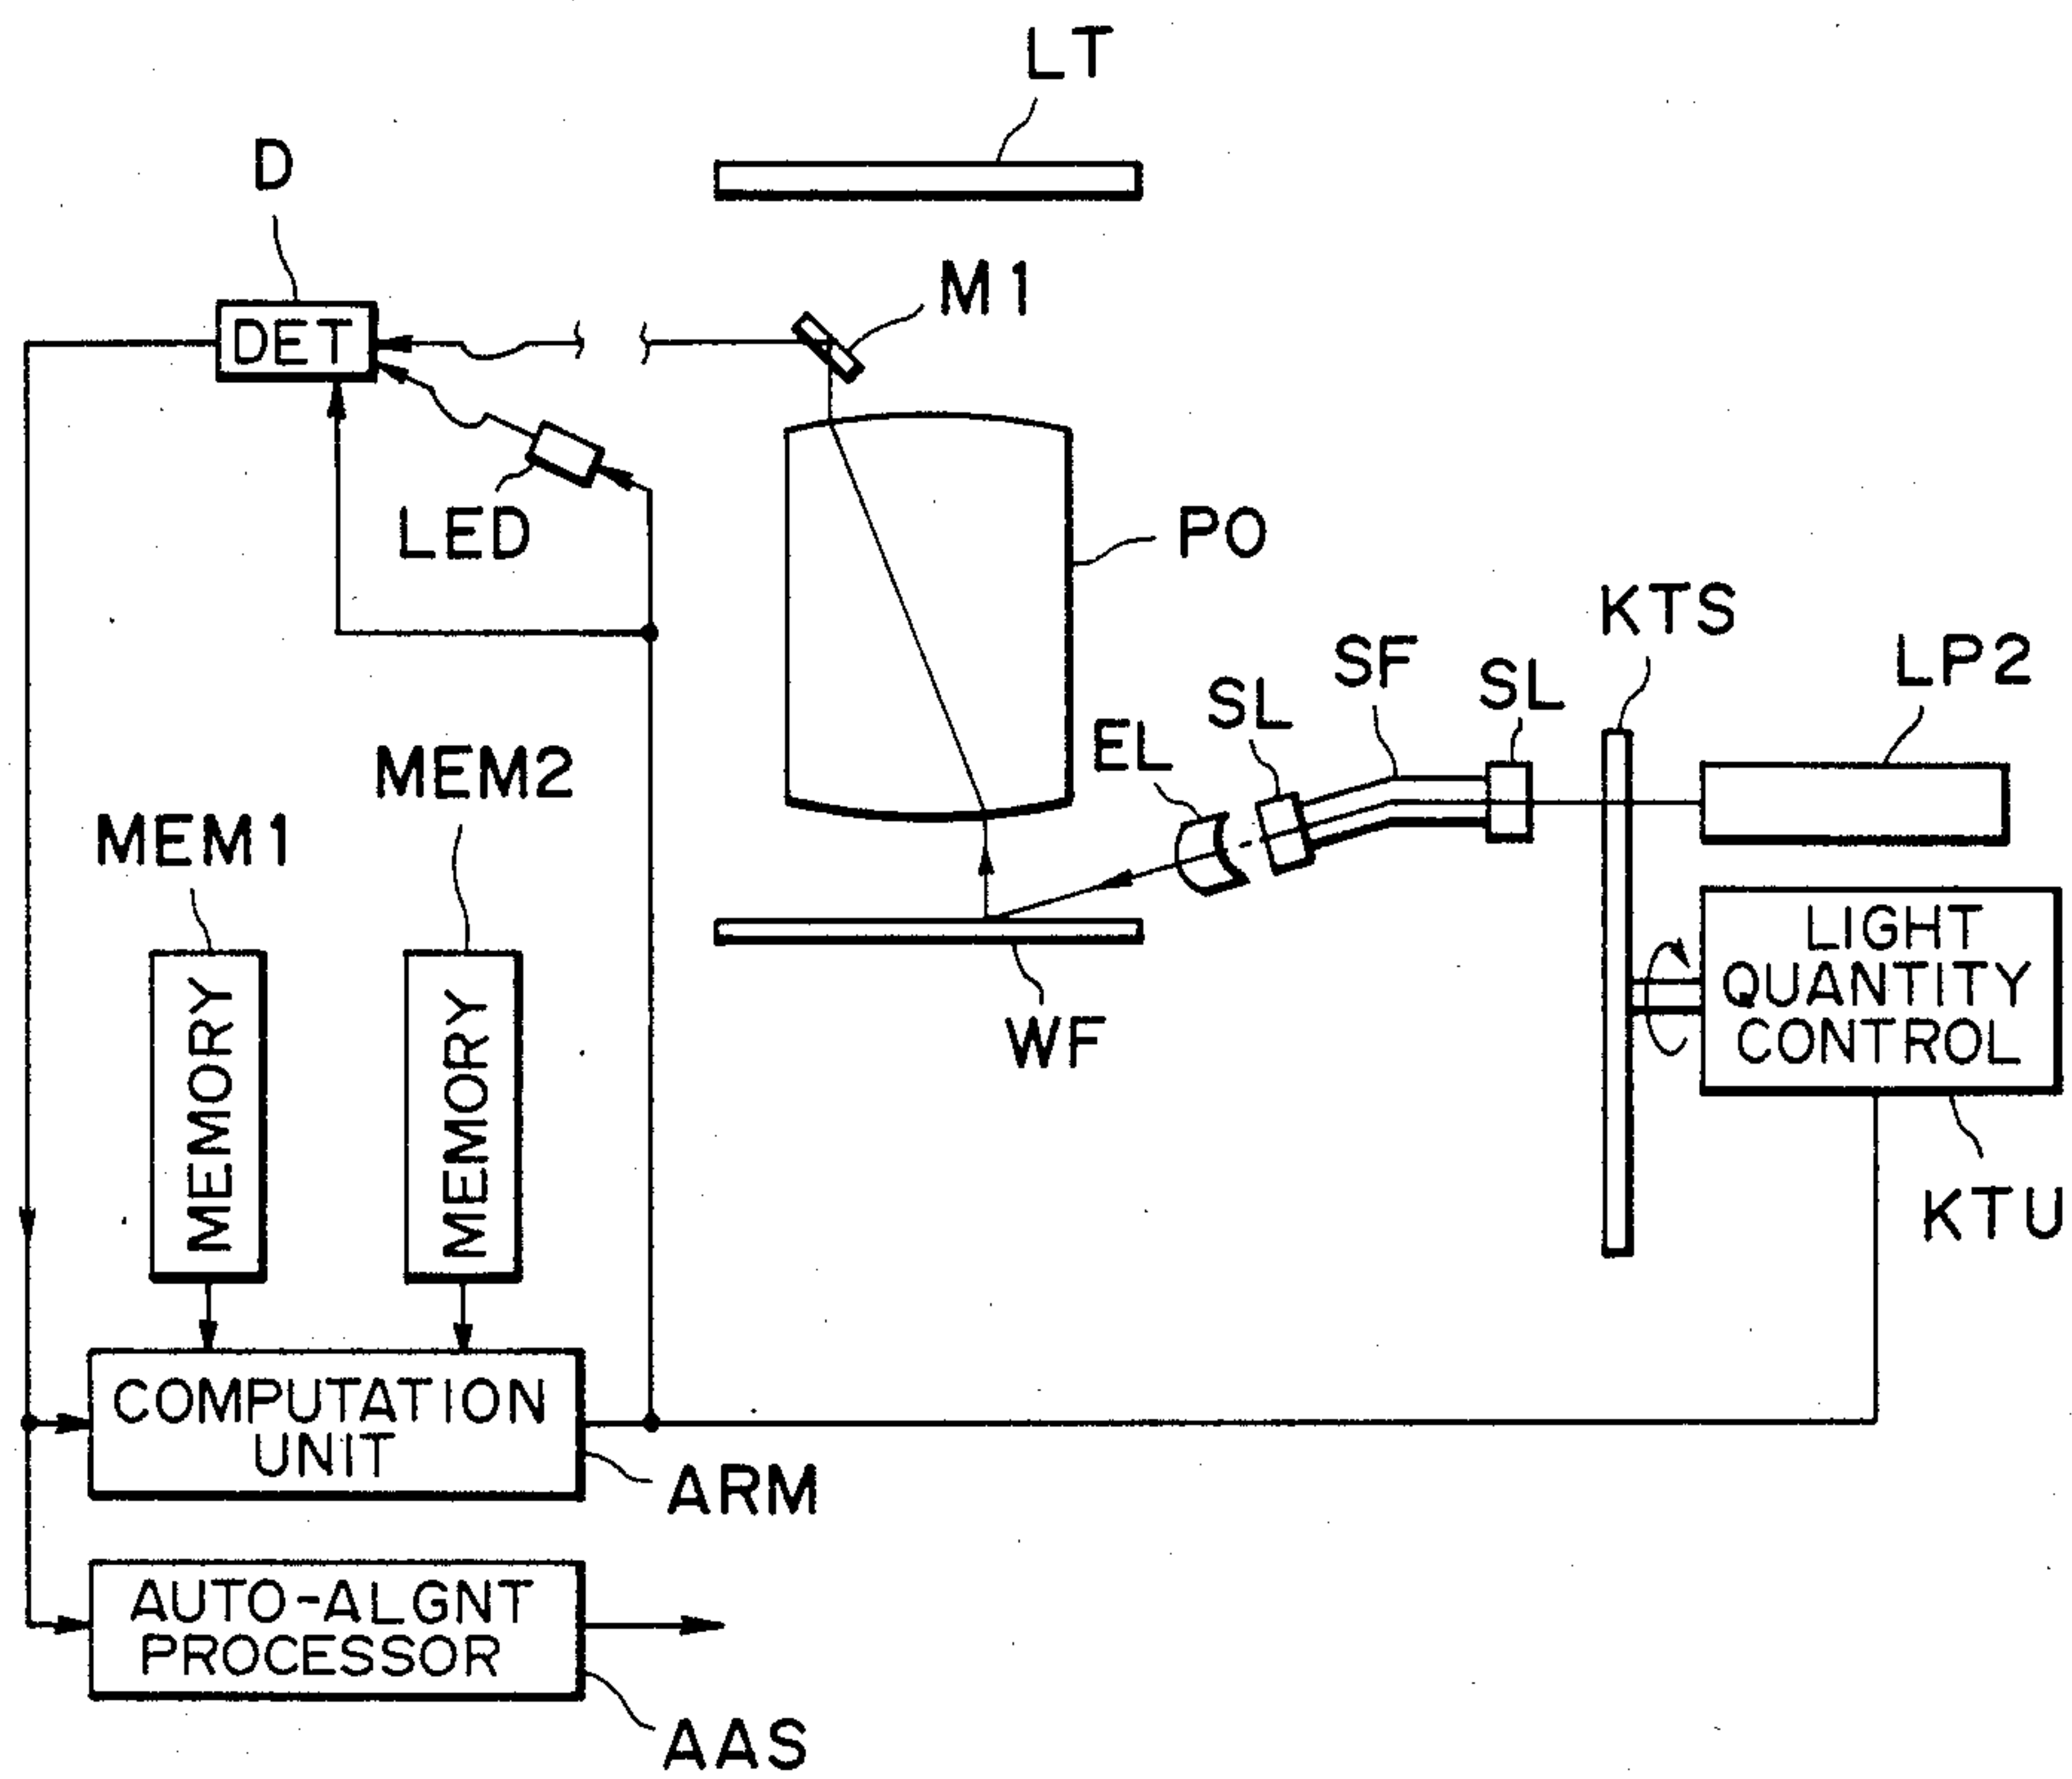 LT
D
M1
DET
LED
PO
KTS
SF
SL
LP2
SL
EL
MEM2
MEM1
LIGHT
QUANTITY
CONTROL
WF
MEMORY
MEMORY
KTU
COMPUTATION
UNIT
ARM
AUTO-ALGNT
PROCESSOR
AAS